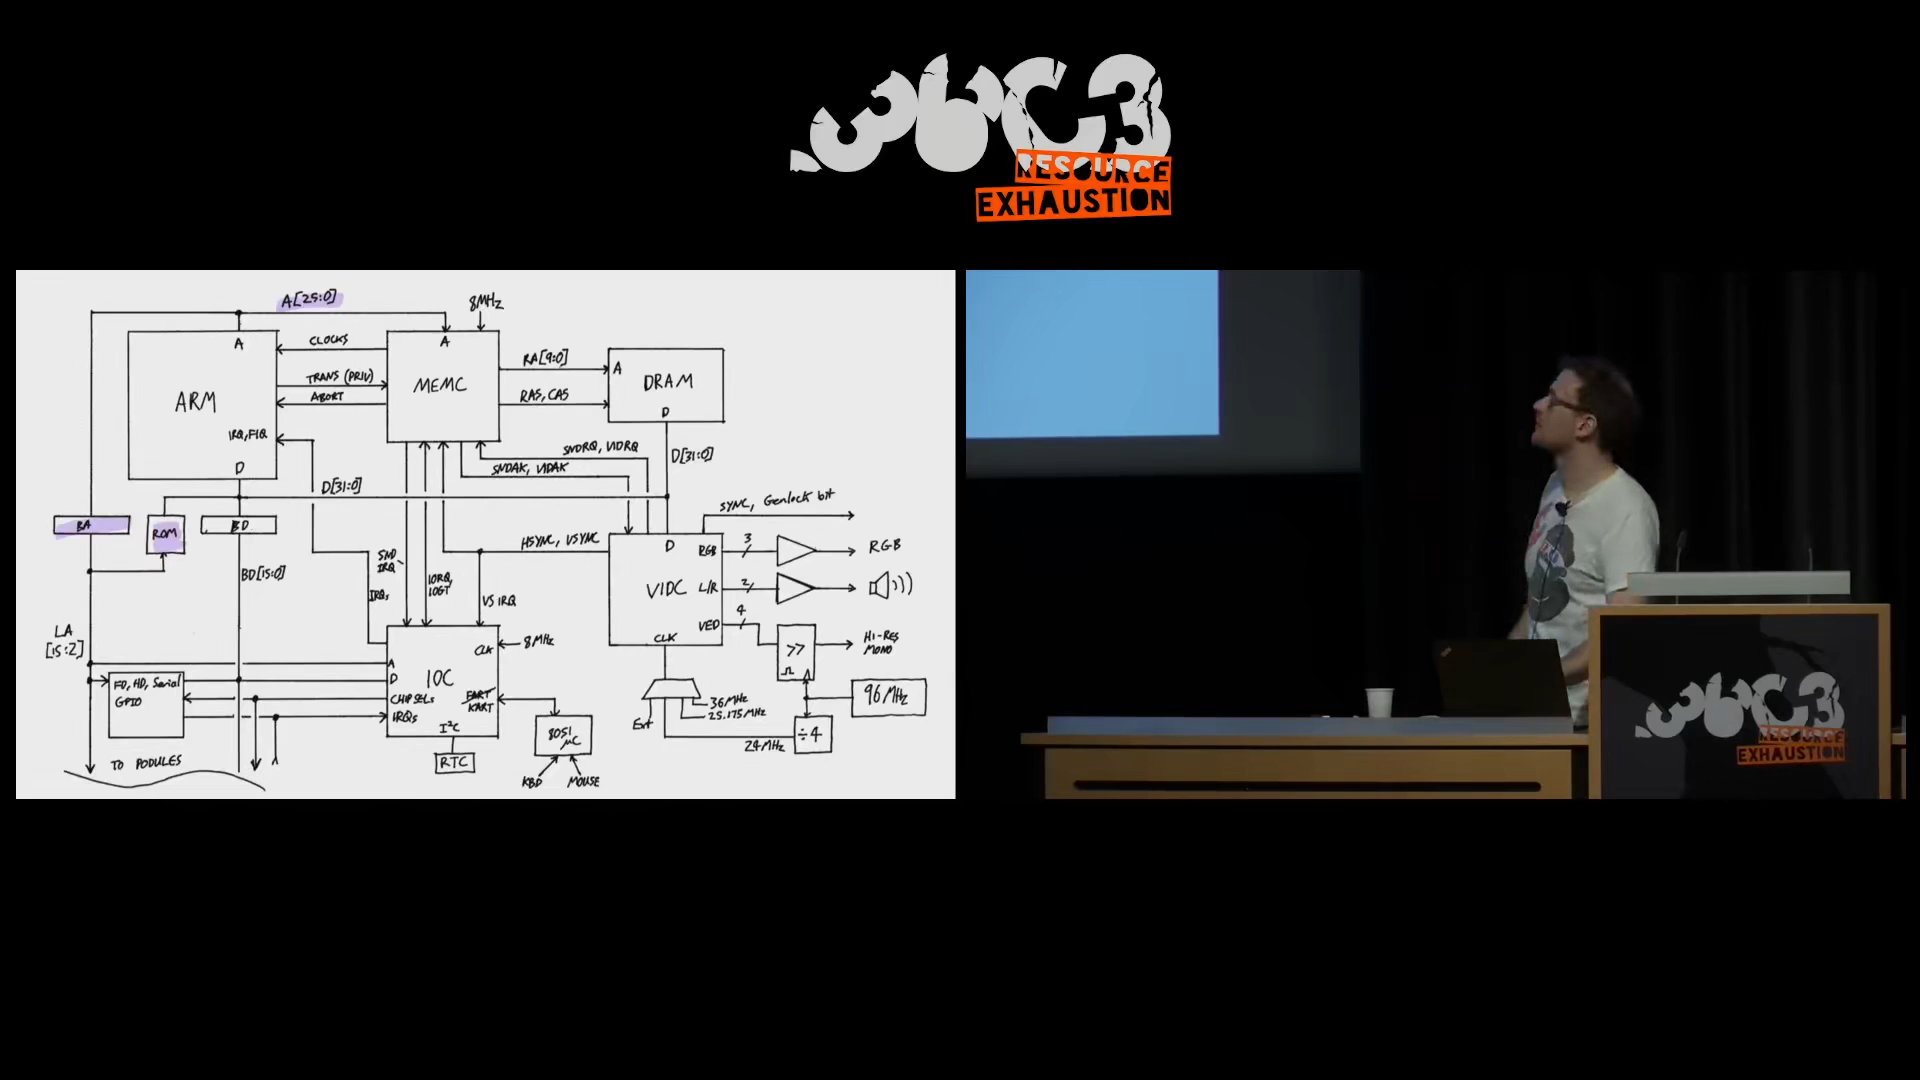 36C3
RESOURCE
EXHAUSTION
A[25:0]
8MHz
A
CLOCKS
A
ARM
TRANS (PRIV)
ABORT
MEMC
RA[9:0]
RAS, CAS
A
DRAM
D
IRQ, FIQ
D
SNDRQ, VIDRQ
SNDAK, VIDAK
D[31:0]
D[31:0]
SYNC, Genlock bit
BA
ROM
BD
HSYNC, VSYNC
D
RGB
3
RGB
BD[15:0]
SND
IRQ
IRQs
IORQ,
IOGT
VS IRQ
VIDC
L/R
2
VED
4
CLK
LA
[15:2]
CLK
8MHz
IOC
A
D
CHIP SELs
IRQs
I²C
KART
>>
HI-RES
MONO
FD, HD, Serial
GPIO
36MHz
25.175MHz
Ext
24MHz
÷4
96MHz
8051
µC
RTC
KBD
MOUSE
TO PODULES
36C3
RESOURCE
EXHAUSTION